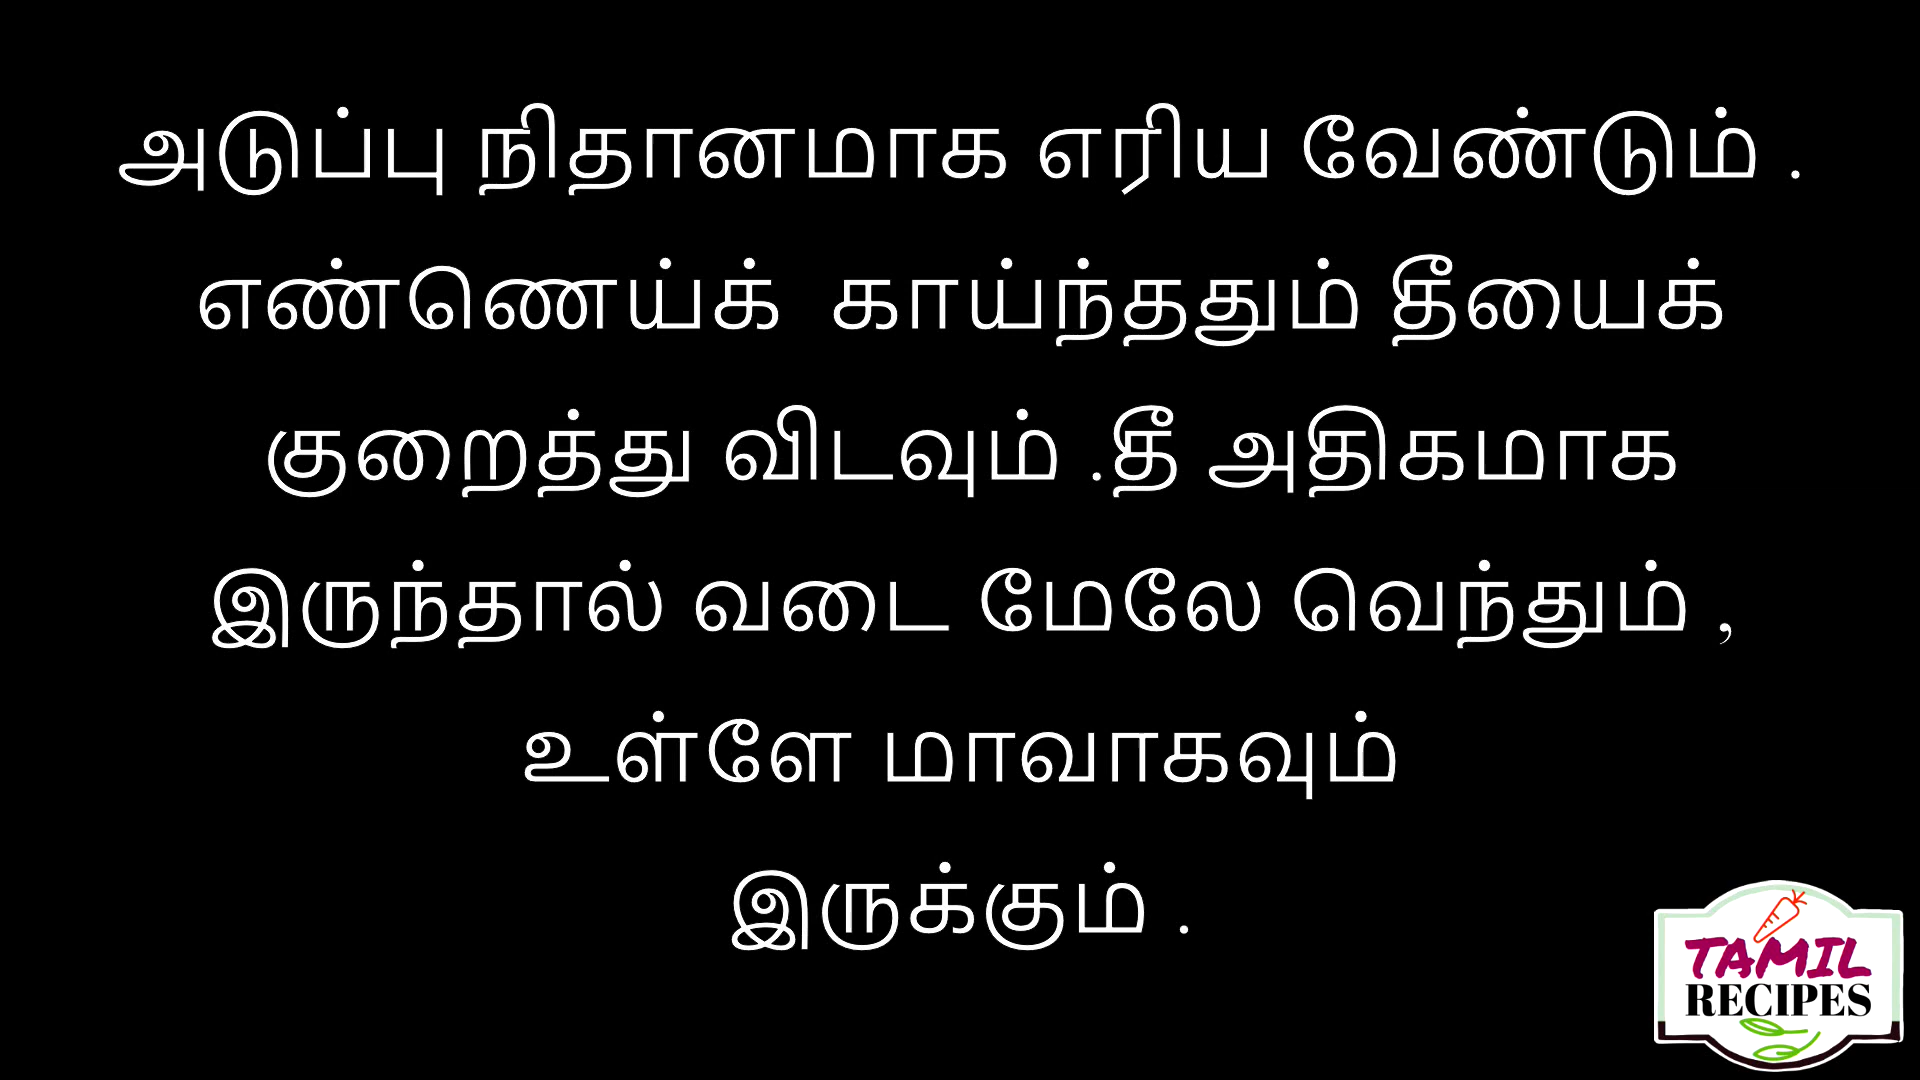 அடுப்பு நிதானமாக எரிய வேண்டும் .
எண்ணெய்க்  காய்ந்ததும் தீயைக்
குறைத்து விடவும் .தீ அதிகமாக
இருந்தால் வடை மேலே வெந்தும் ,
உள்ளே மாவாகவும்
இருக்கும் .
TAMIL
RECIPES